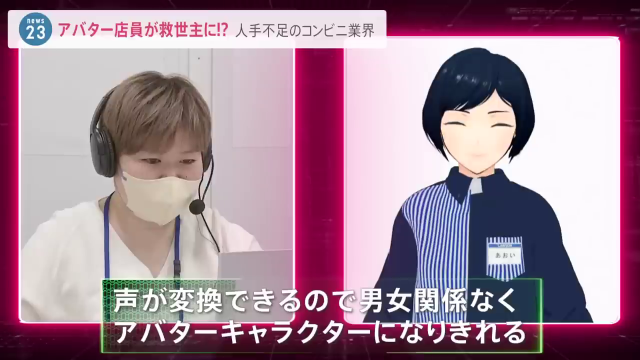 news
23
アバター店員が救世主に!? 人手不足のコンビニ業界
あおい
声が変換できるので男女関係なく
アバターキャラクターになりきれる